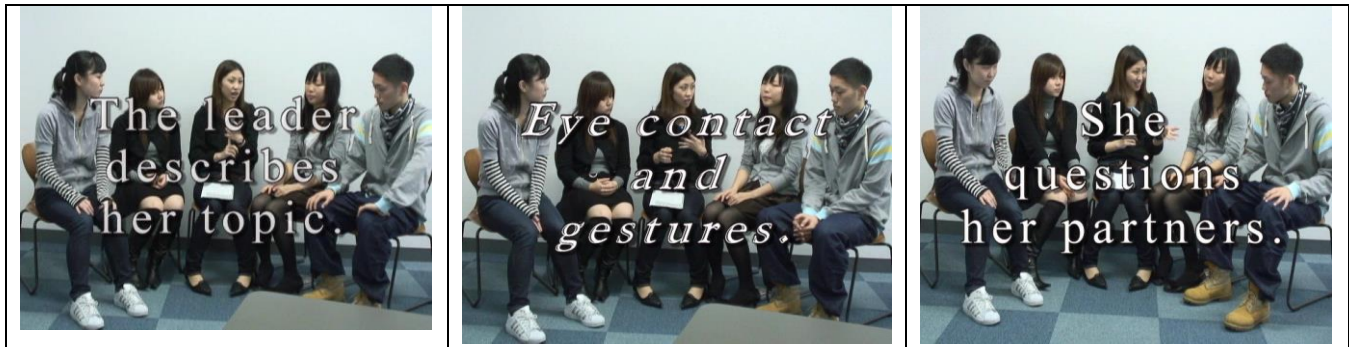 The leader
describes
her topic.
Eye contact
and
gestures.
She
questions
her partners.